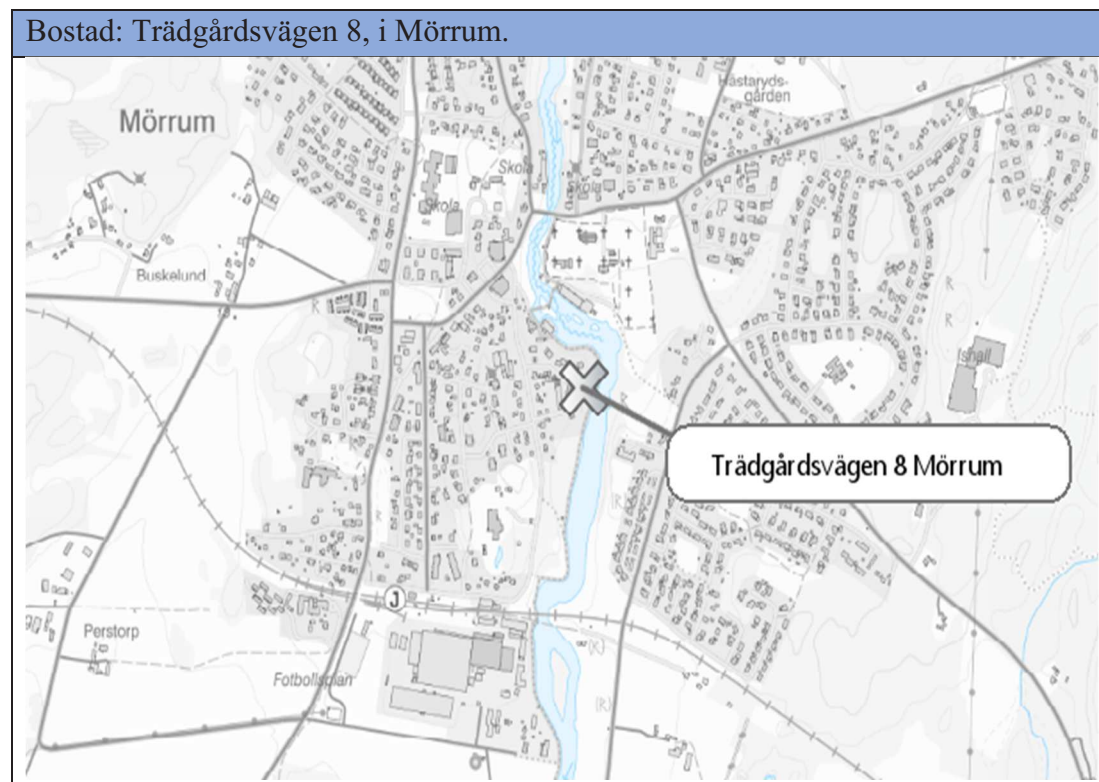 Bostad: Trädgårdsvägen 8, i Mörrum.
Hästaryds-
gården
Mörrum
Skola
Skola
Skola
Buskelund
R
R
R
Ishall
Trädgårdsvägen 8 Mörrum
J
Perstorp
(R)
(R)
Fotbollsplan